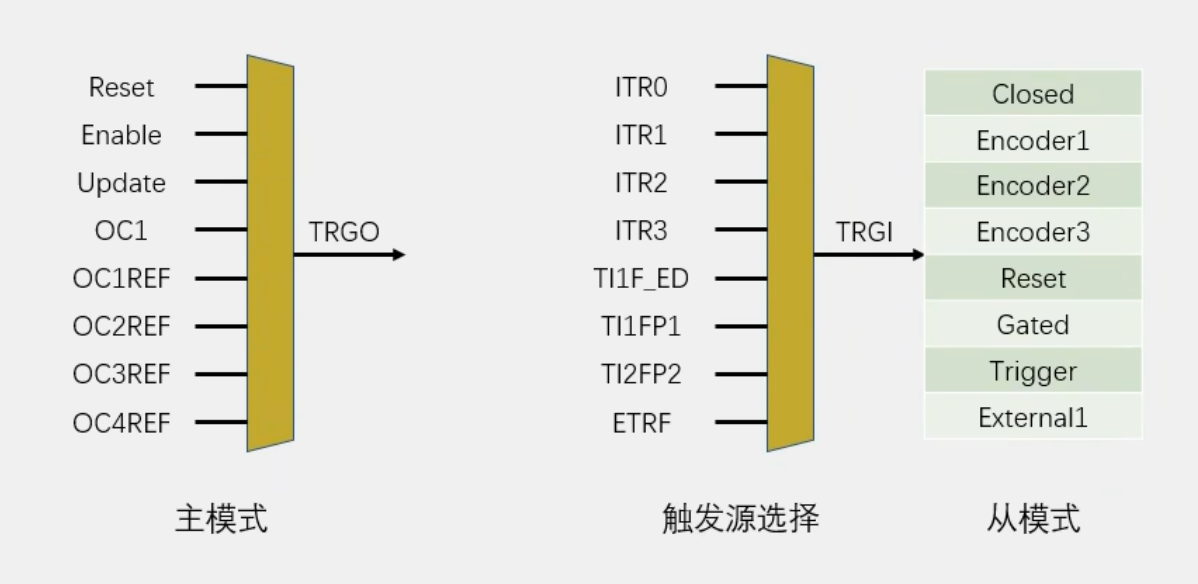 Reset
Enable
Update
OC1
OC1REF
OC2REF
OC3REF
OC4REF
TRGO
主模式
ITR0
ITR1
ITR2
ITR3
TI1F_ED
TI1FP1
TI2FP2
ETRF
TRGI
触发源选择
Closed
Encoder1
Encoder2
Encoder3
Reset
Gated
Trigger
External1
从模式